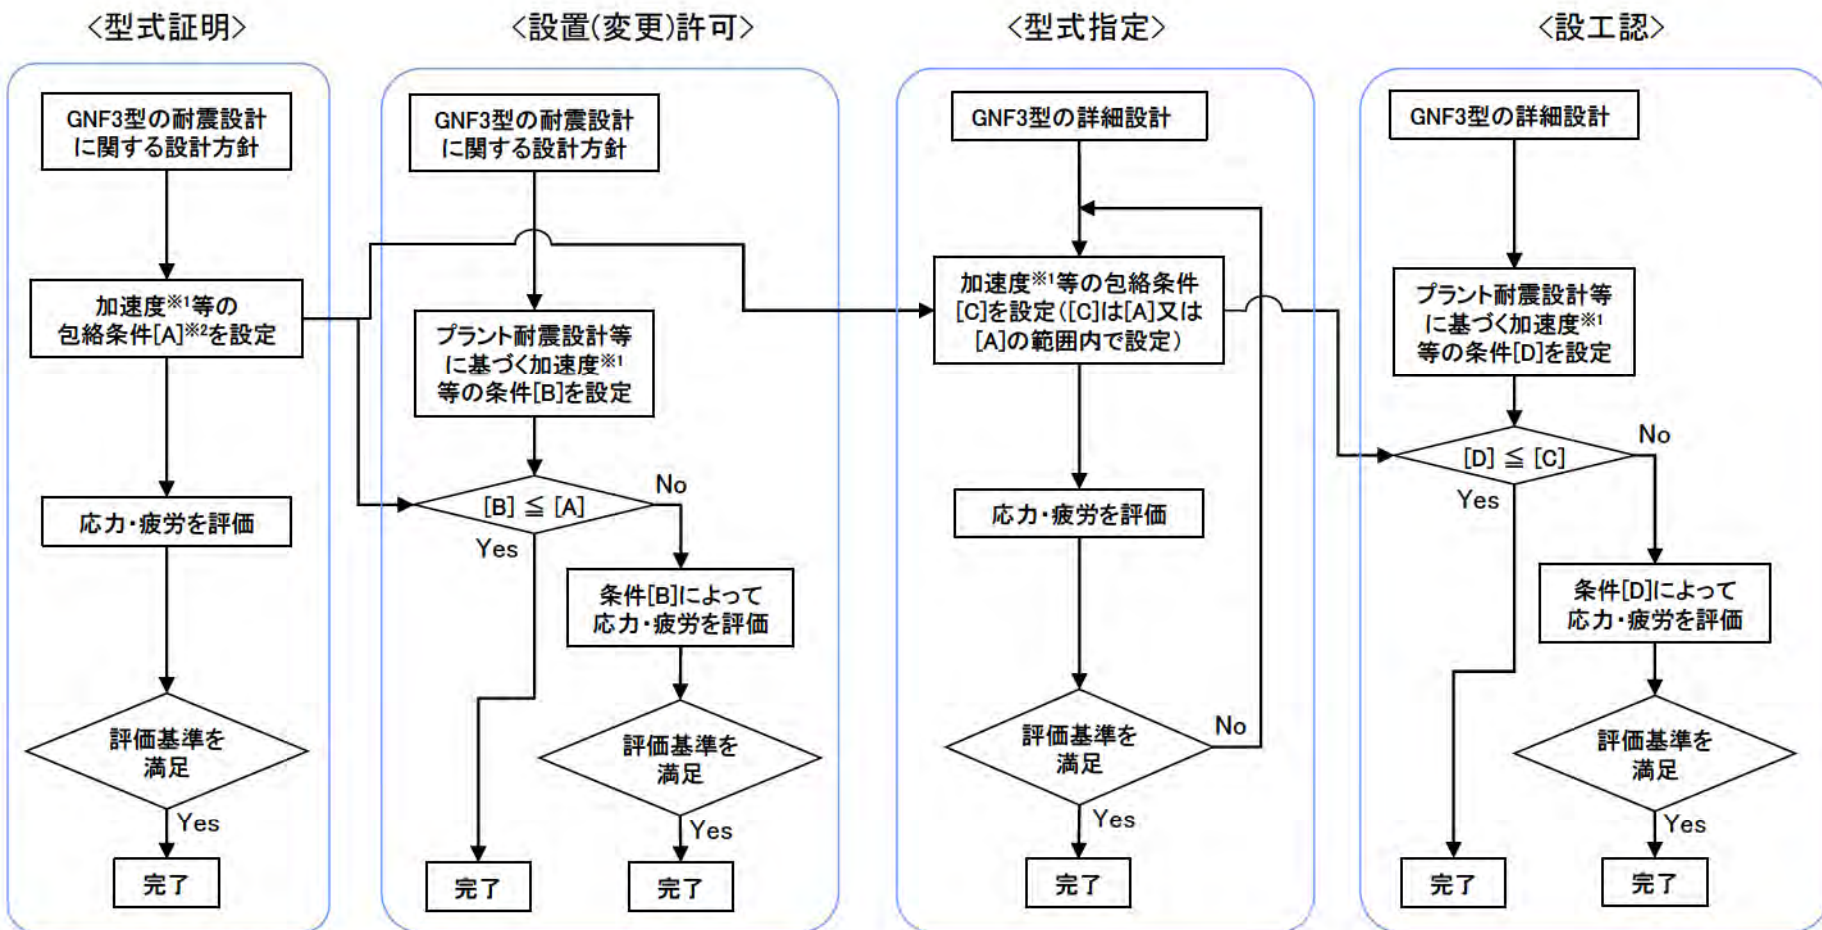 <型式証明>
GNF3型の耐震設計
に関する設計方針
加速度※1等の
包絡条件[A]※2を設定
応力・疲労を評価
評価基準を
満足
Yes
完了
<設置(変更)許可>
GNF3型の耐震設計
に関する設計方針
プラント耐震設計等
に基づく加速度※1
等の条件[B]を設定
[B] ≦ [A]
No
Yes
条件[B]によって
応力・疲労を評価
評価基準を
満足
Yes
完了
完了
<型式指定>
GNF3型の詳細設計
加速度※1等の包絡条件
[C]を設定([C]は[A]又は
[A]の範囲内で設定)
応力・疲労を評価
評価基準を
満足
No
Yes
完了
<設工認>
GNF3型の詳細設計
プラント耐震設計等
に基づく加速度※1
等の条件[D]を設定
[D] ≦ [C]
No
Yes
条件[D]によって
応力・疲労を評価
評価基準を
満足
Yes
完了
完了